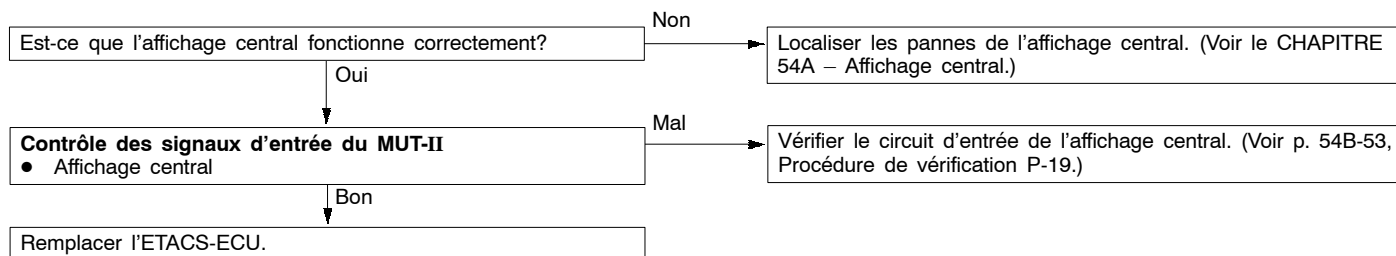 Est-ce que l'affichage central fonctionne correctement?
Non
Localiser les pannes de l'affichage central. (Voir le CHAPITRE
54A – Affichage central.)
Oui
Contrôle des signaux d'entrée du MUT-II
● Affichage central
Mal
Vérifier le circuit d'entrée de l'affichage central. (Voir p. 54B-53,
Procédure de vérification P-19.)
Bon
Remplacer l'ETACS-ECU.